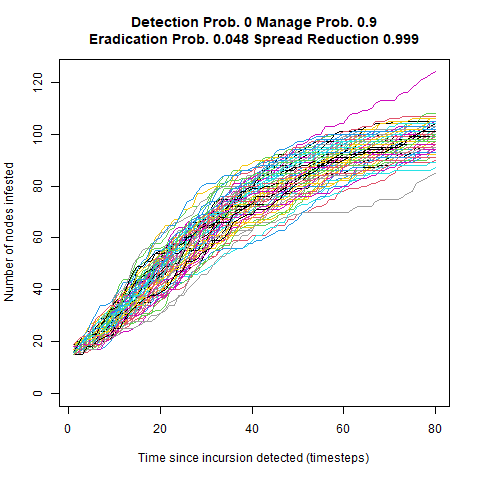 Detection Prob. 0 Manage Prob. 0.9
Eradication Prob. 0.048 Spread Reduction 0.999
Number of nodes infested
120
100
80
60
40
20
0
0 20 40 60 80
Time since incursion detected (timesteps)